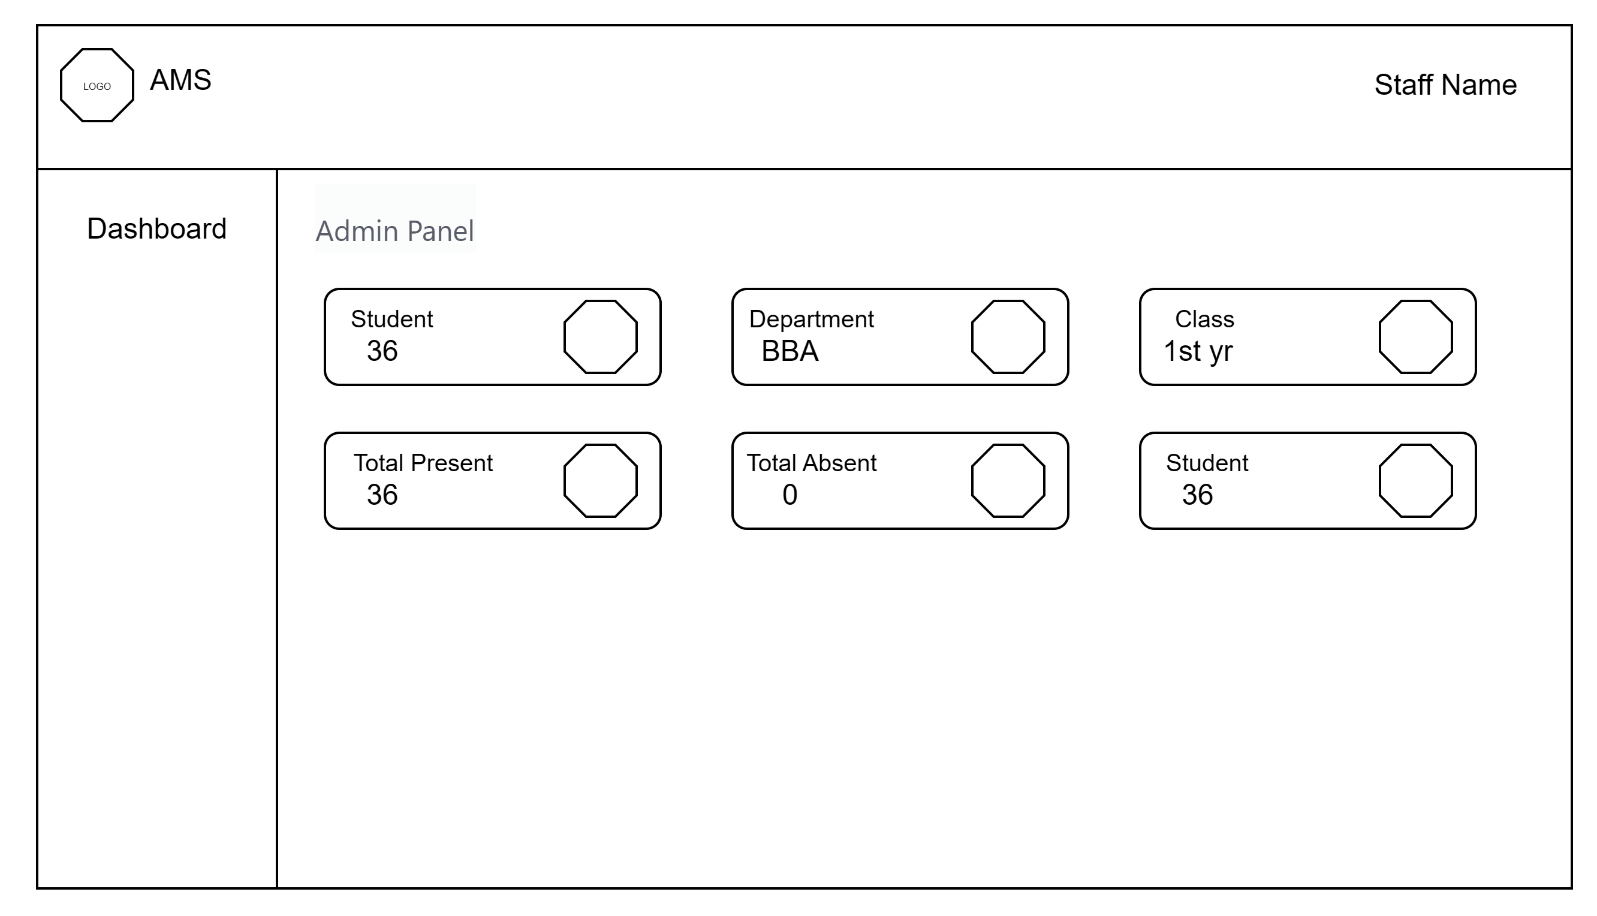 LOGO
AMS
Staff Name
Dashboard
Admin Panel
Student
36
Department
BBA
Class
1st yr
Total Present
36
Total Absent
0
Student
36